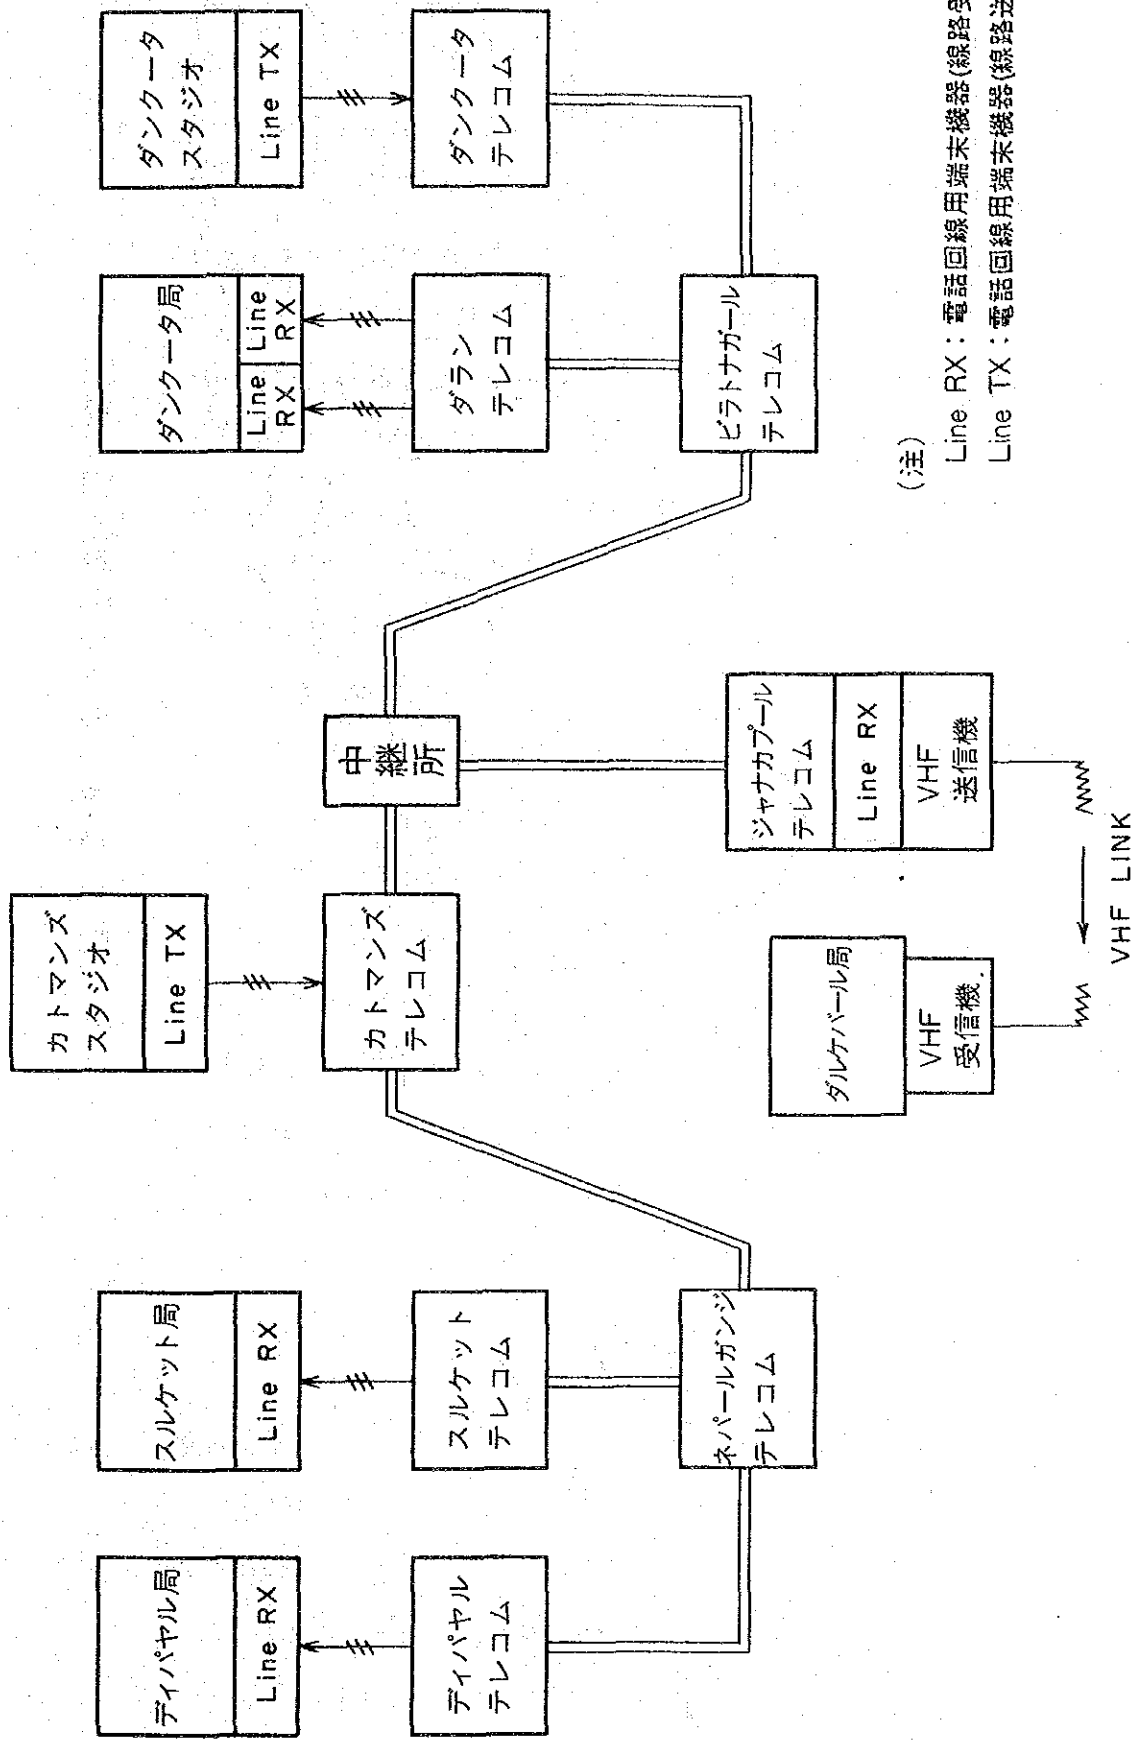 ディパヤル局
Line RX
ディパヤル
テレコム
スルケット局
Line RX
スルケット
テレコム
ネパールガンジ
テレコム
カトマンズ
スタジオ
Line TX
カトマンズ
テレコム
中
継
所
ダルケバール局
VHF
受信機
ジャナカプール
テレコム
Line RX
VHF
送信機
VHF LINK
ダンクータ局
Line
RX
Line
RX
ダラン
テレコム
ビラトナガール
テレコム
ダンクータ
スタジオ
Line TX
ダンクータ
テレコム
(注)
Line RX：電話回線用端末機器(線路受
Line TX：電話回線用端末機器(線路送